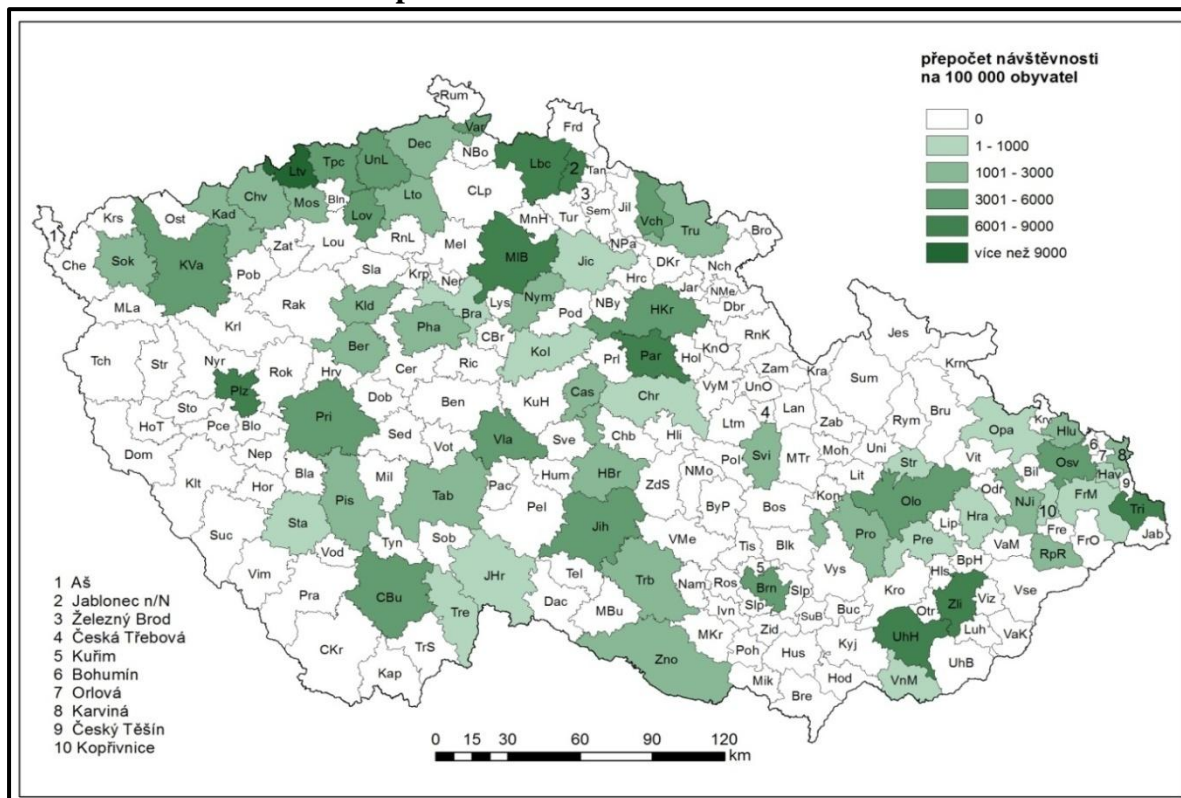 přepočet návštěvnosti
na 100 000 obyvatel
0
1 - 1000
1001 - 3000
3001 - 6000
6001 - 9000
více než 9000
Rum
Var Frd
Dec NBo
Ltv Tpc UnL Lbc 2 Tan
Chv Mos Bln Lto CLp 3 Sem Jil Vch Tru
Krs Ost Kad Lov MnH Tur Bro
1 Che Sok KVa Zat Lou RnL Mel MlB Jic NPa DKr Nch
Pob Sla Krp Ner Hrc Jar NMe
MLa Rak Kld Bra Lys Nym NBy HKr Dbr
Krl Pha Pod RnK Jes
Tch Str Nyr Ber CBr Kol Prl Par Hol KnO Krn
Rok Hrv Cer Ric Zam Kra Sum
Plz Dob KuH Cas Chr VyM UnO
HoT Sto Pce Blo Pri Ben Ltm 4 Lan Zab Rym Bru Opa Krv Hlu
Dom Nep Sed Vot Vla Sve Chb Hli Svi MTr Moh Uni Vit 6
Klt Hor Bla Mil Hum HBr Pol Str Osv 7 8
Pis Tab Pac NMo Lit Bil Hav
Pel ZdS Kon Odr NJi FrM 9
Suc Sta ByP Bos Olo Hra 10 Tri
Vod Tyn Sob Jih VMe Pro Lip Fre
Vim Tis Blk Pre VaM FrO Jab
Pra CBu JHr Tel Trb 5 Vys BpH RpR
Tre Dac Nam Ros Brn Slp Kro Hls Vse
MBu Ivn Slp SuB Buc Otr Zli Viz
CKr TrS MKr Zid UhH Luh VaK
Kap Zno Poh Hus Kyj UhB
Mik Hod VnM
Bre
1 Aš
2 Jablonec n/N
3 Železný Brod
4 Česká Třebová
5 Kuřim
6 Bohumín
7 Orlová
8 Karviná
9 Český Těšín
10 Kopřivnice
0 15 30 60 90 120
km